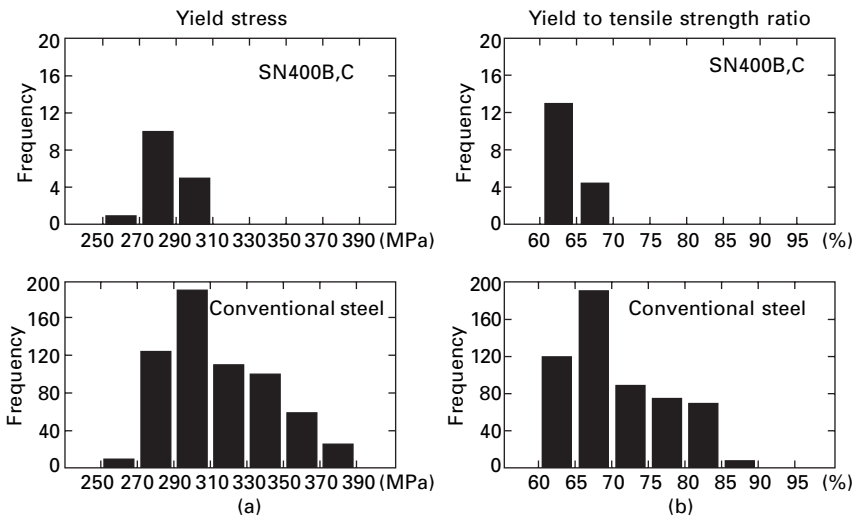 Yield stress
Yield to tensile strength ratio
20
16
12
8
4
0
Frequency
SN400B,C
250 270 290 310 330 350 370 390 (MPa)
20
16
12
8
4
0
Frequency
SN400B,C
60 65 70 75 80 85 90 95 (%)
200
160
120
80
40
0
Frequency
Conventional steel
250 270 290 310 330 350 370 390 (MPa)
(a)
200
160
120
80
40
0
Frequency
Conventional steel
60 65 70 75 80 85 90 95 (%)
(b)